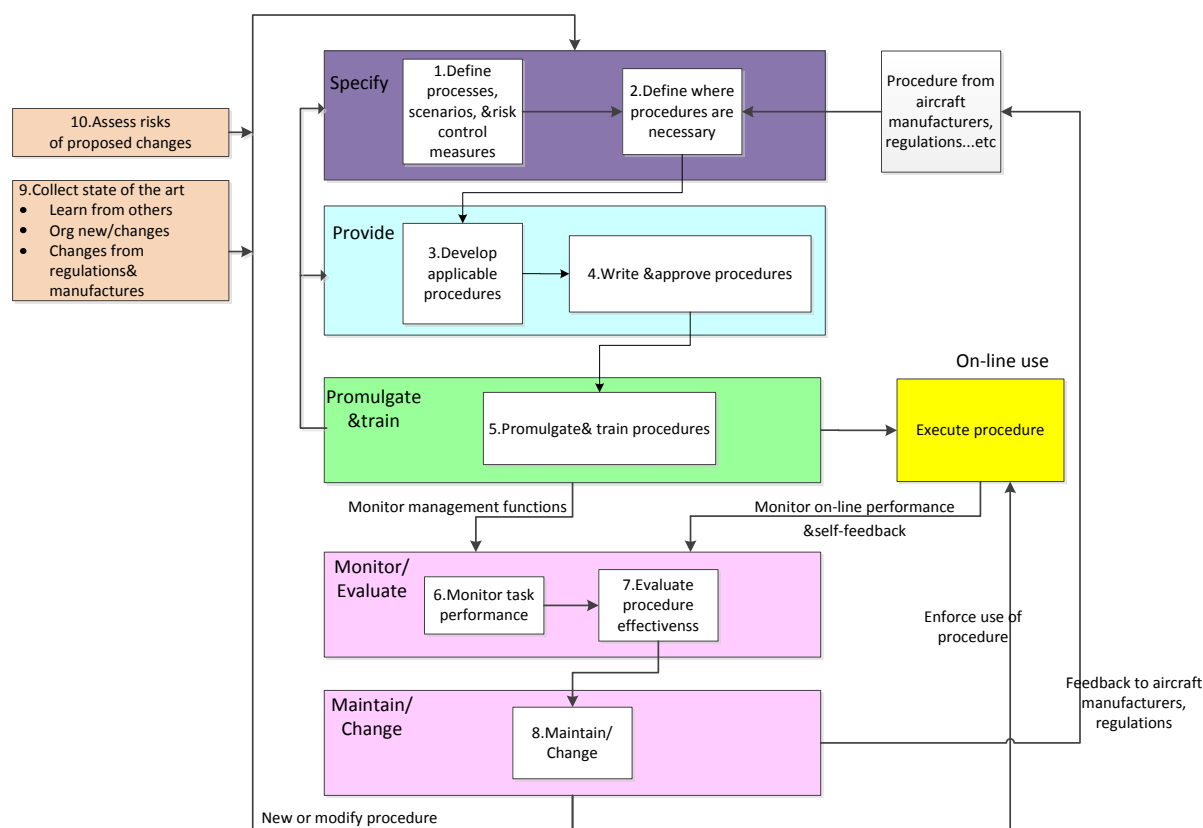 Specify
1.Define
processes,
scenarios, &risk
control
measures
2.Define where
procedures are
necessary
Procedure from
aircraft
manufacturers,
regulations...etc
10.Assess risks
of proposed changes
9.Collect state of the art
• Learn from others
• Org new/changes
• Changes from
regulations&
manufactures
Provide
3.Develop
applicable
procedures
4.Write &approve procedures
On-line use
Promulgate
&train
5.Promulgate& train procedures
Execute procedure
Monitor management functions
Monitor on-line performance
&self-feedback
Monitor/
Evaluate
6.Monitor task
performance
7.Evaluate
procedure
effectivenss
Enforce use of
procedure
Feedback to aircraft
manufacturers,
regulations
Maintain/
Change
8.Maintain/
Change
New or modify procedure